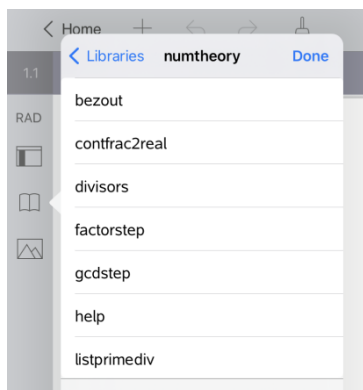 Home
Libraries numtheory Done
1.1
bezout
RAD
contfrac2real
divisors
factorstep
gcdstep
help
listprimediv